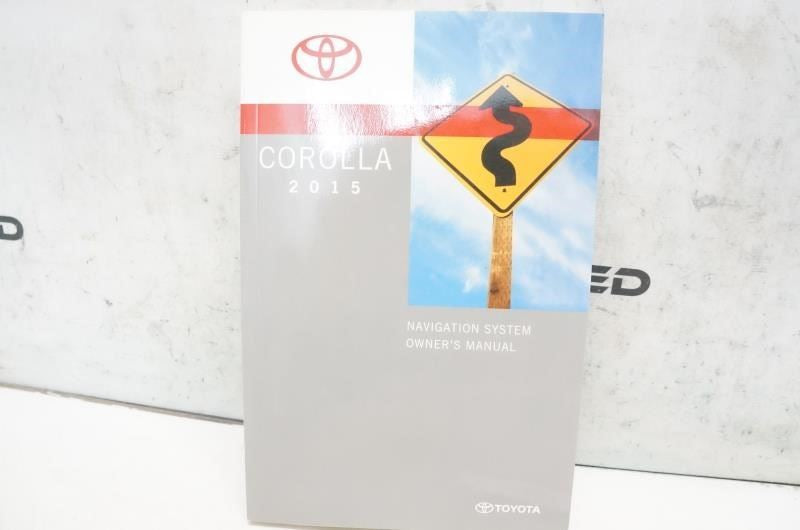 COROLLA
2015
NAVIGATION SYSTEM
OWNER'S MANUAL
TOYOTA